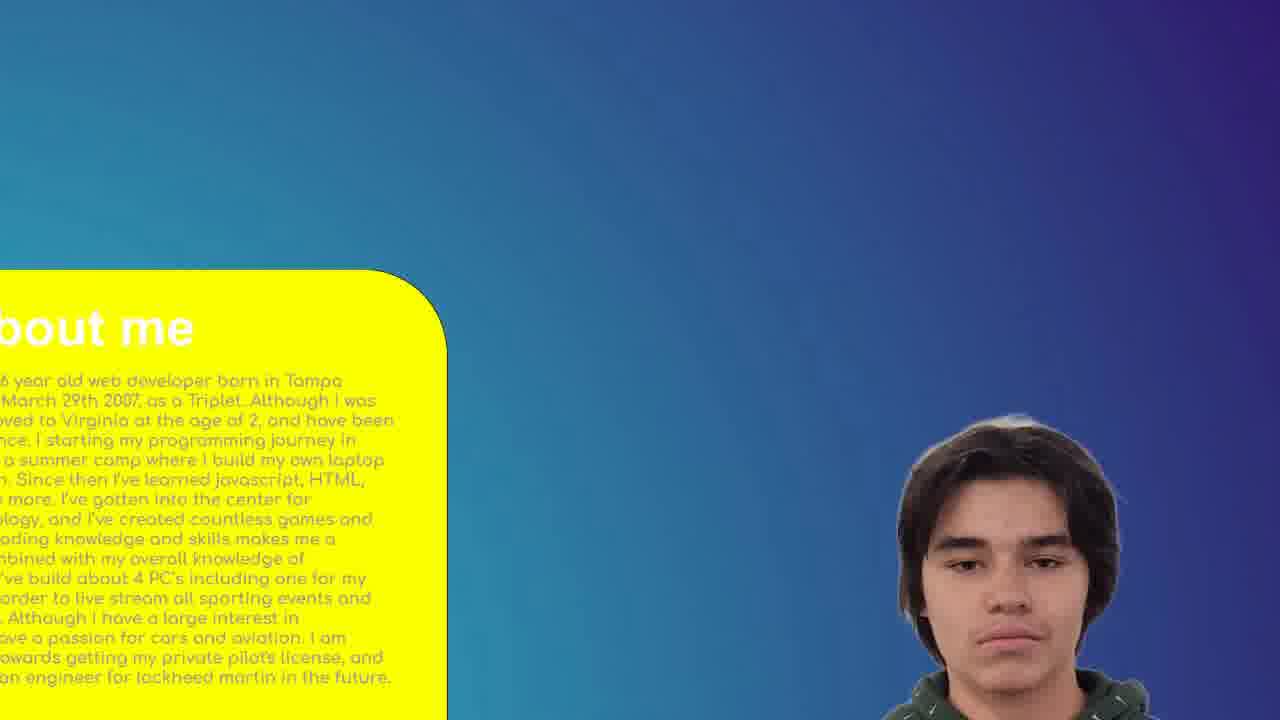 bout me
6 year old web developer born in Tampa
March 29th 2007, as a Triplet. Although I was
oved to Virginia at the age of 2, and have been
nce. I starting my programming journey in
a summer camp where I build my own laptop
n. Since then I've learned javascript, HTML,
more. I've gotten into the center for
ology, and I've created countless games and
oding knowledge and skills makes me a
mbined with my overall knowledge of
I've build about 4 PC's including one for my
order to live stream all sporting events and
. Although I have a large interest in
ave a passion for cars and aviation. I am
owards getting my private pilot's license, and
on engineer for lockheed martin in the future.